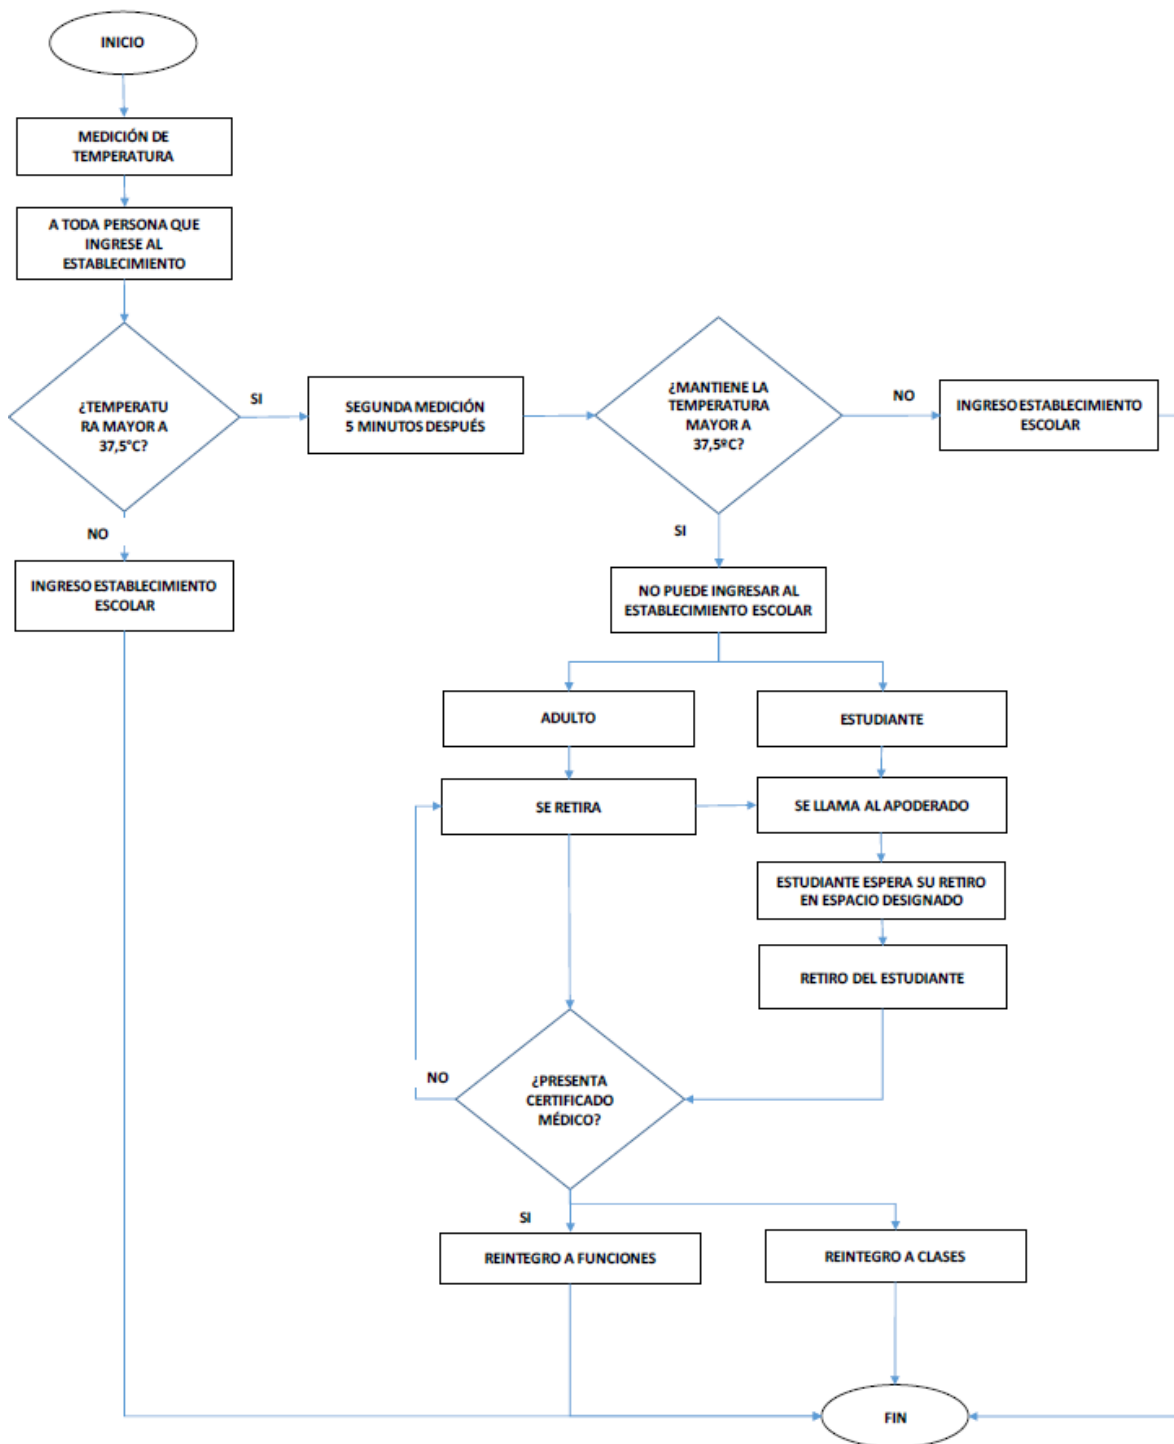 INICIO
MEDICIÓN DE
TEMPERATURA
A TODA PERSONA QUE
INGRESE AL
ESTABLECIMIENTO
¿TEMPERATU
RA MAYOR A
37,5°C?
SI
SEGUNDA MEDICIÓN
5 MINUTOS DESPUÉS
¿MANTIENE LA
TEMPERATURA
MAYOR A
37,5ºC?
NO
INGRESO ESTABLECIMIENTO
ESCOLAR
NO
SI
INGRESO ESTABLECIMIENTO
ESCOLAR
NO PUEDE INGRESAR AL
ESTABLECIMIENTO ESCOLAR
ADULTO
ESTUDIANTE
SE RETIRA
SE LLAMA AL APODERADO
ESTUDIANTE ESPERA SU RETIRO
EN ESPACIO DESIGNADO
RETIRO DEL ESTUDIANTE
NO
¿PRESENTA
CERTIFICADO
MÉDICO?
SI
REINTEGRO A FUNCIONES
REINTEGRO A CLASES
FIN